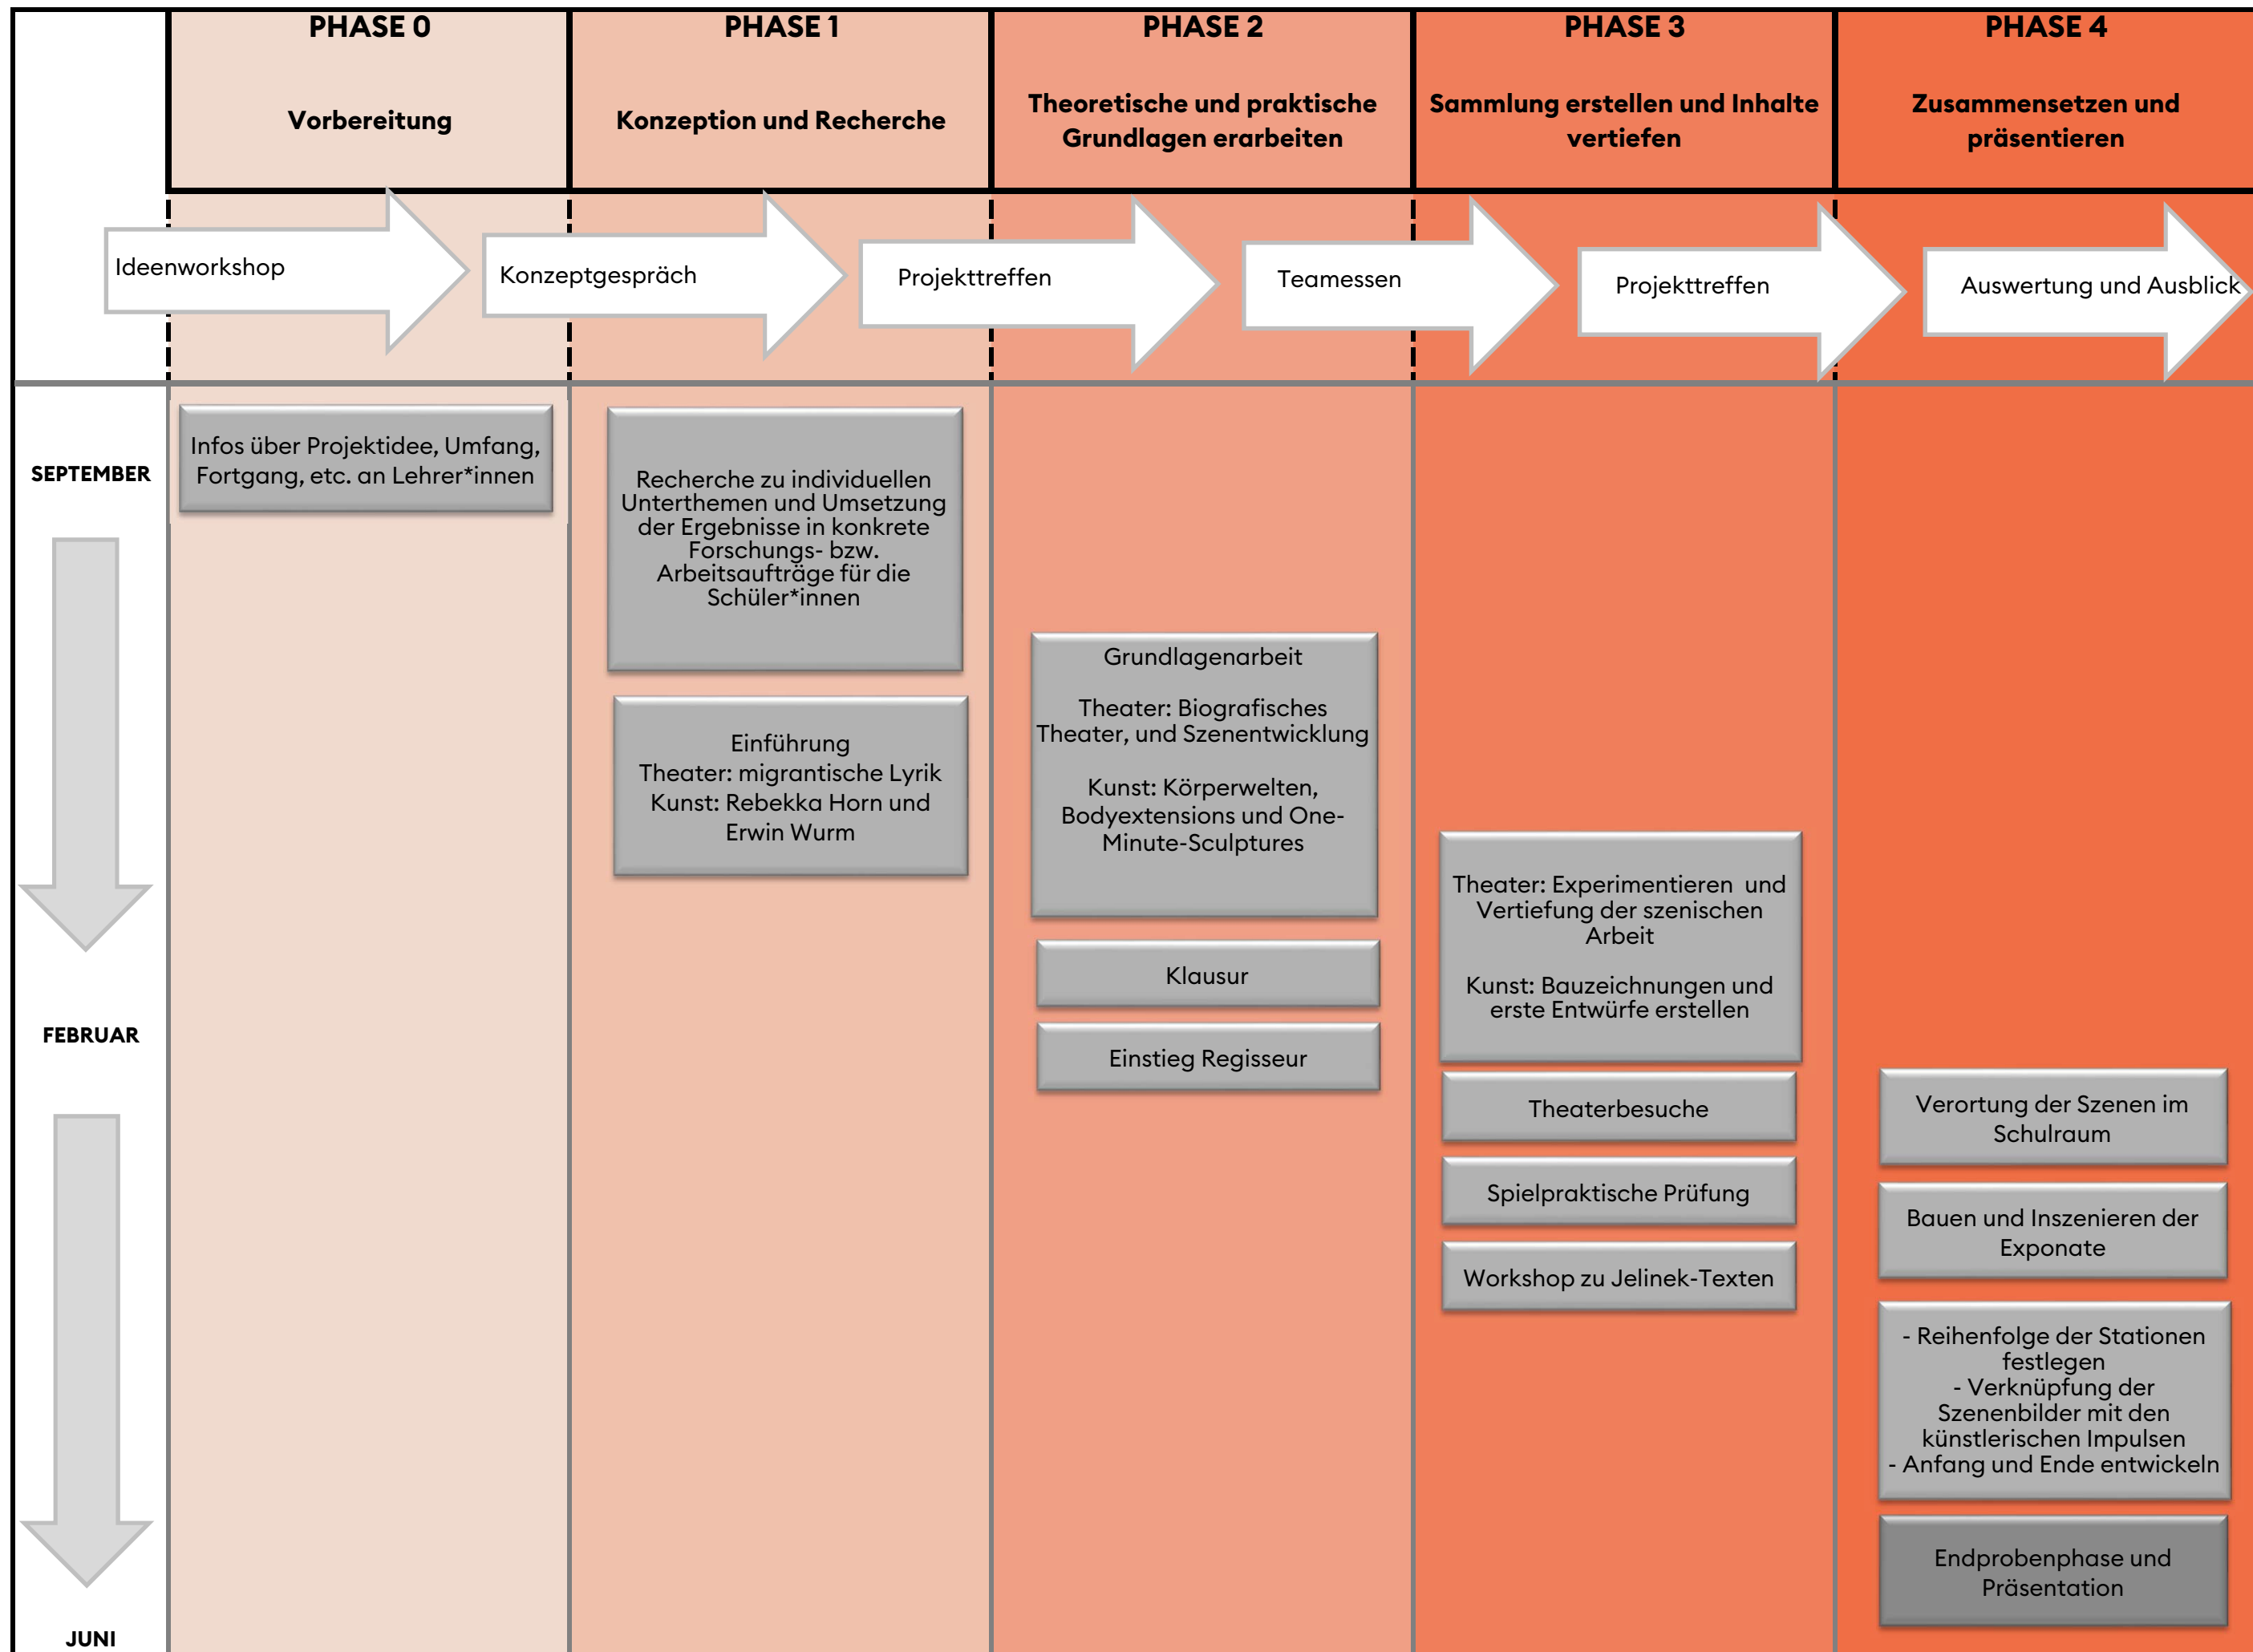 PHASE 0
Vorbereitung
PHASE 1
Konzeption und Recherche
PHASE 2
Theoretische und praktische
Grundlagen erarbeiten
PHASE 3
Sammlung erstellen und Inhalte
vertiefen
PHASE 4
Zusammensetzen und
präsentieren
Ideenworkshop
Konzeptgespräch
Projekttreffen
Teamessen
Projekttreffen
Auswertung und Ausblick
SEPTEMBER
FEBRUAR
JUNI
Infos über Projektidee, Umfang,
Fortgang, etc. an Lehrer*innen
Recherche zu individuellen
Unterthemen und Umsetzung
der Ergebnisse in konkrete
Forschungs- bzw.
Arbeitsaufträge für die
Schüler*innen
Einführung
Theater: migrantische Lyrik
Kunst: Rebekka Horn und
Erwin Wurm
Grundlagenarbeit
Theater: Biografisches
Theater, und Szenentwicklung
Kunst: Körperwelten,
Bodyextensions und One-
Minute-Sculptures
Klausur
Einstieg Regisseur
Theater: Experimentieren  und
Vertiefung der szenischen
Arbeit
Kunst: Bauzeichnungen und
erste Entwürfe erstellen
Theaterbesuche
Spielpraktische Prüfung
Workshop zu Jelinek-Texten
Verortung der Szenen im
Schulraum
Bauen und Inszenieren der
Exponate
- Reihenfolge der Stationen
festlegen
- Verknüpfung der
Szenenbilder mit den
künstlerischen Impulsen
- Anfang und Ende entwickeln
Endprobenphase und
Präsentation